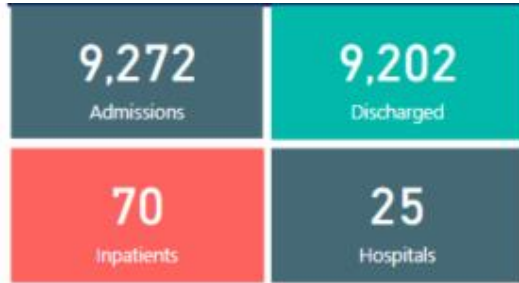 9,272
Admissions
9,202
Discharged
70
Inpatients
25
Hospitals